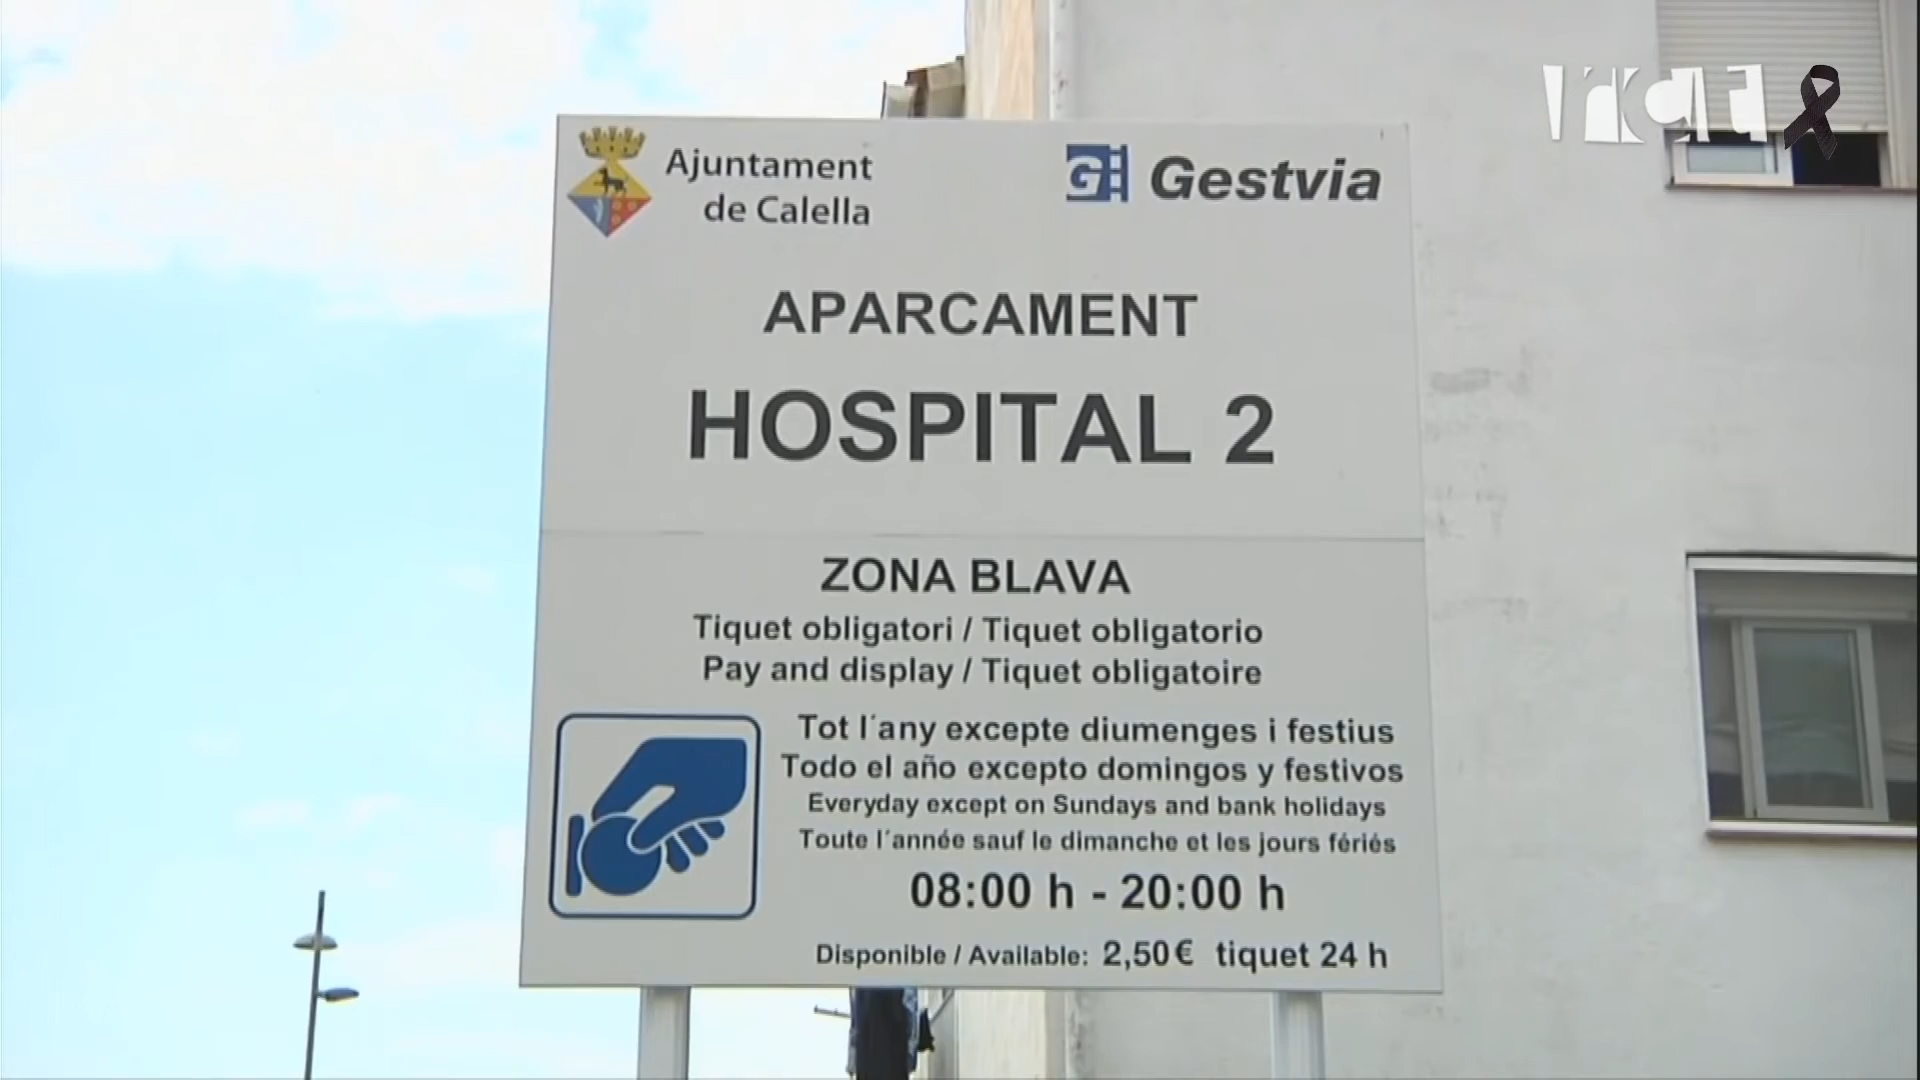 Ajuntament
de Calella
G Gestvia
APARCAMENT
HOSPITAL 2
ZONA BLAVA
Tiquet obligatori / Tiquet obligatorio
Pay and display / Tiquet obligatoire
Tot l´any excepte diumenges i festius
Todo el año excepto domingos y festivos
Everyday except on Sundays and bank holidays
Toute l´année sauf le dimanche et les jours fériés
08:00 h - 20:00 h
Disponible / Available: 2,50€ tiquet 24 h